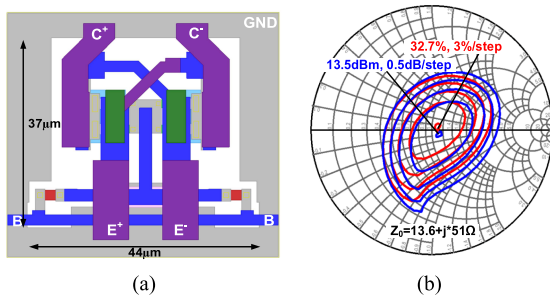 GND
C+ C-
37μm
B B
E+ E-
44μm
(a)
32.7%, 3%/step
13.5dBm, 0.5dB/step
Z0=13.6+j*51Ω
(b)